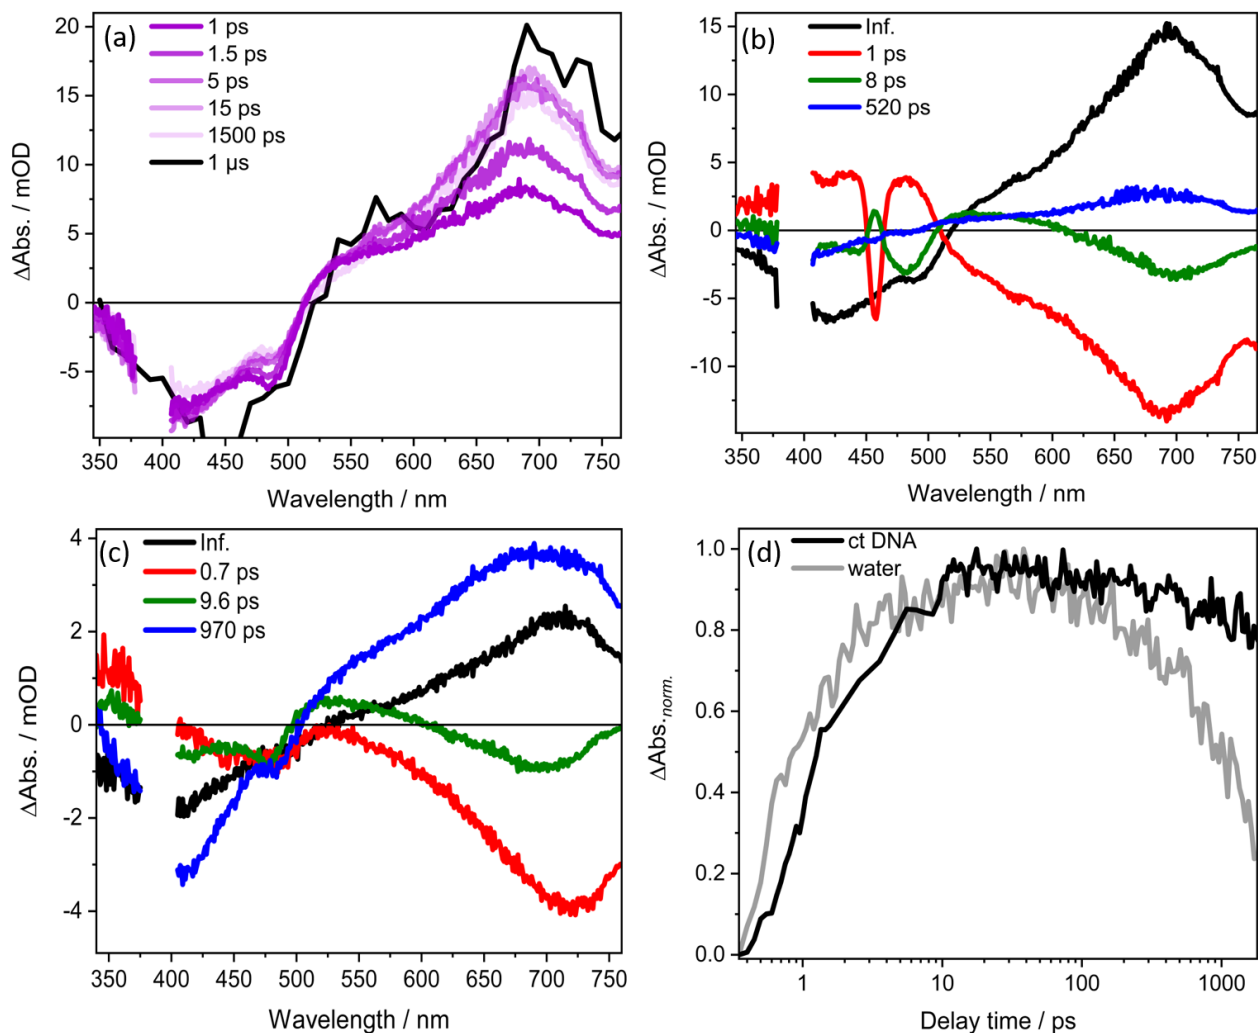 (a)
1 ps
1.5 ps
5 ps
15 ps
1500 ps
1 µs
20
15
10
5
0
-5
ΔAbs. / mOD
350 400 450 500 550 600 650 700 750
Wavelength / nm
(b)
Inf.
1 ps
8 ps
520 ps
15
10
5
0
-5
-10
ΔAbs. / mOD
350 400 450 500 550 600 650 700 750
Wavelength / nm
(c)
Inf.
0.7 ps
9.6 ps
970 ps
4
2
0
-2
-4
ΔAbs. / mOD
350 400 450 500 550 600 650 700 750
Wavelength / nm
(d)
ct DNA
water
1.0
0.8
0.6
0.4
0.2
0.0
ΔAbs.norm.
1 10 100 1000
Delay time / ps